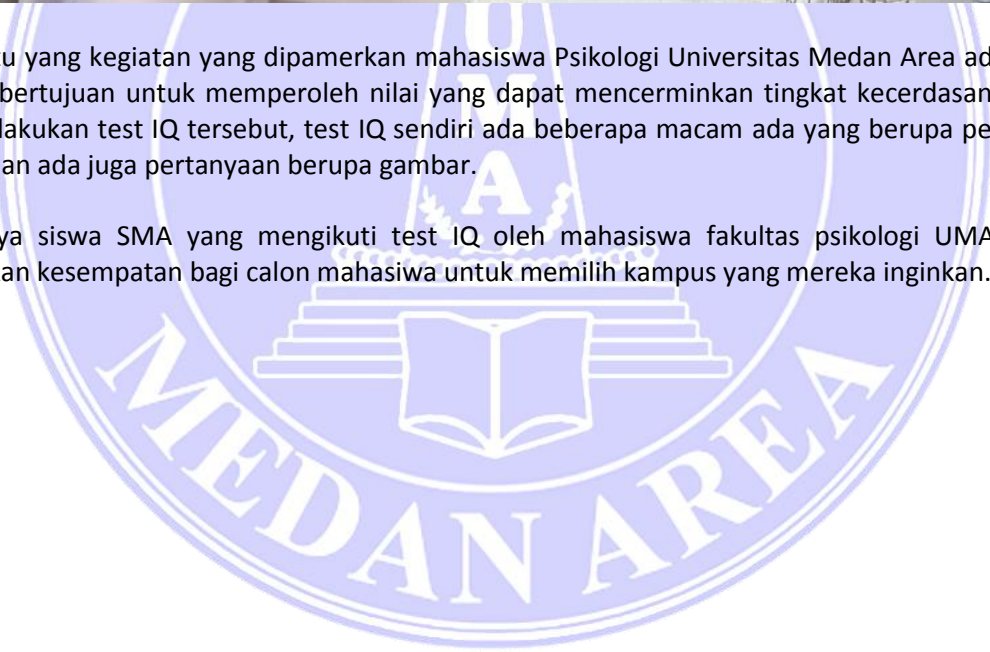 tu yang kegiatan yang dipamerkan mahasiswa Psikologi Universitas Medan Area ad
bertujuan untuk memperoleh nilai yang dapat mencerminkan tingkat kecerdasan
lakukan test IQ tersebut, test IQ sendiri ada beberapa macam ada yang berupa pe
an ada juga pertanyaan berupa gambar.
ya siswa SMA yang mengikuti test IQ oleh mahasiswa fakultas psikologi UMA
an kesempatan bagi calon mahasiwa untuk memilih kampus yang mereka inginkan.
U
M
A
MEDAN AREA